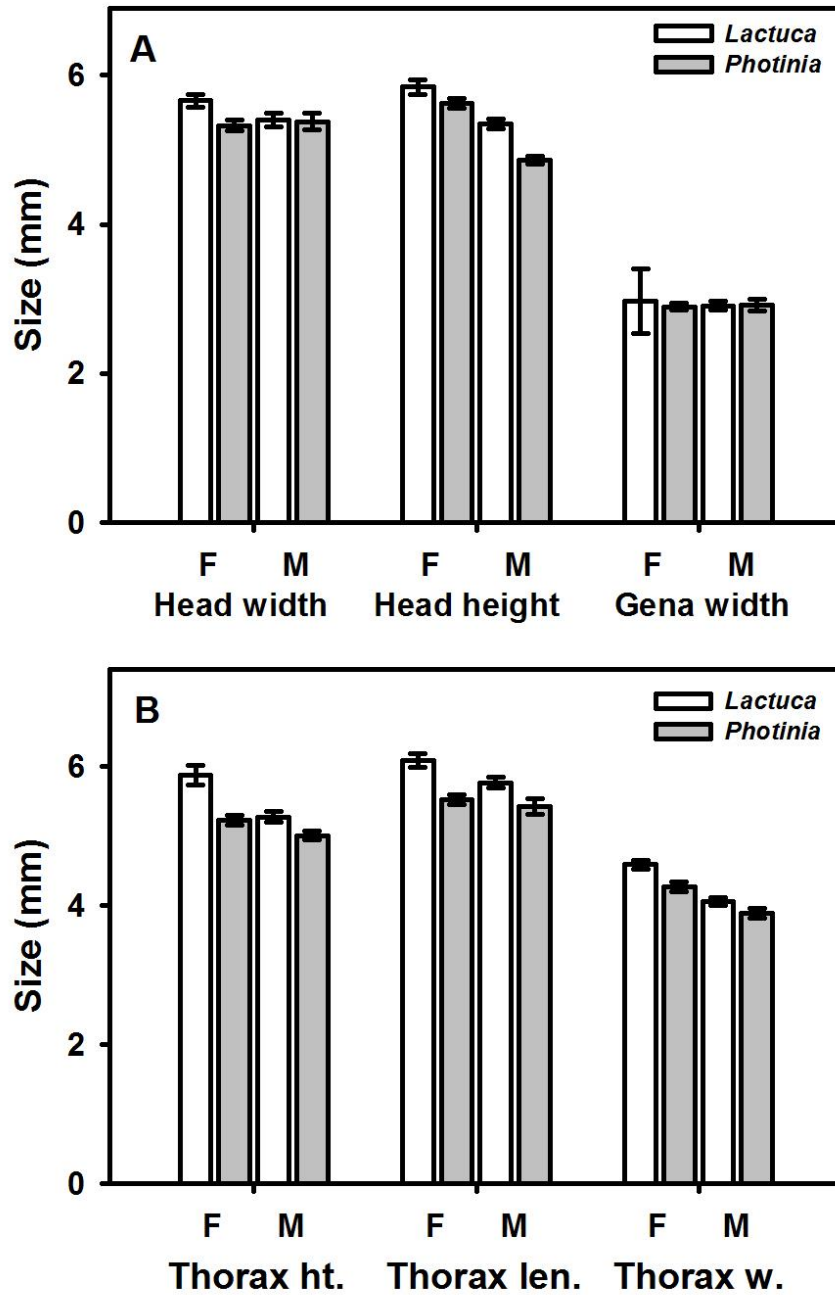 A
Lactuca
Photinia
Size (mm)
6
4
2
0
F M F M F M
Head width Head height Gena width
B
Lactuca
Photinia
Size (mm)
6
4
2
0
F M F M F M
Thorax ht. Thorax len. Thorax w.